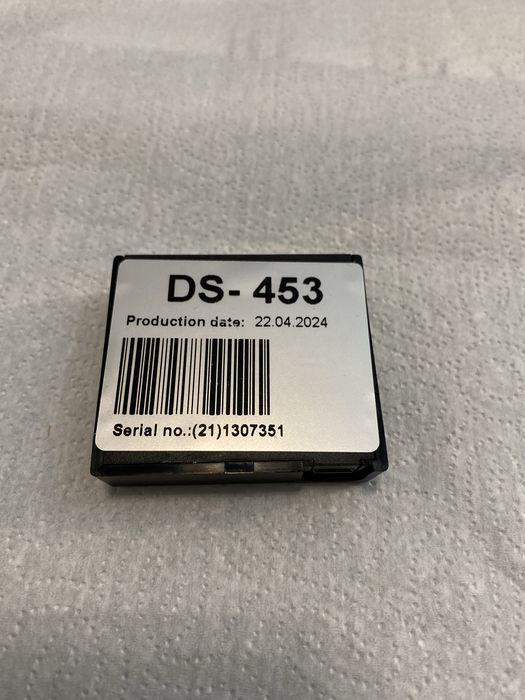 DS- 453
Production date: 22.04.2024
Serial no.:(21)1307351